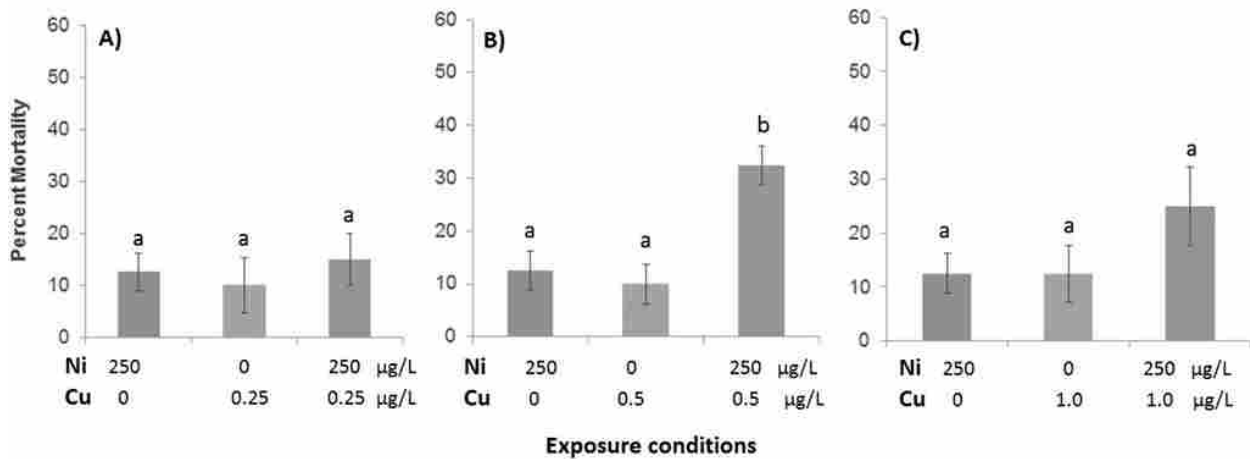 Percent Mortality
A)
60
50
40
30
20
10
0
a
a
a
B)
60
50
40
30
20
10
0
a
a
b
C)
60
50
40
30
20
10
0
a
a
a
Ni 250 0 250 µg/L
Cu 0 0.25 0.25 µg/L
Ni 250 0 250 µg/L
Cu 0 0.5 0.5 µg/L
Ni 250 0 250 µg/L
Cu 0 1.0 1.0 µg/L
Exposure conditions